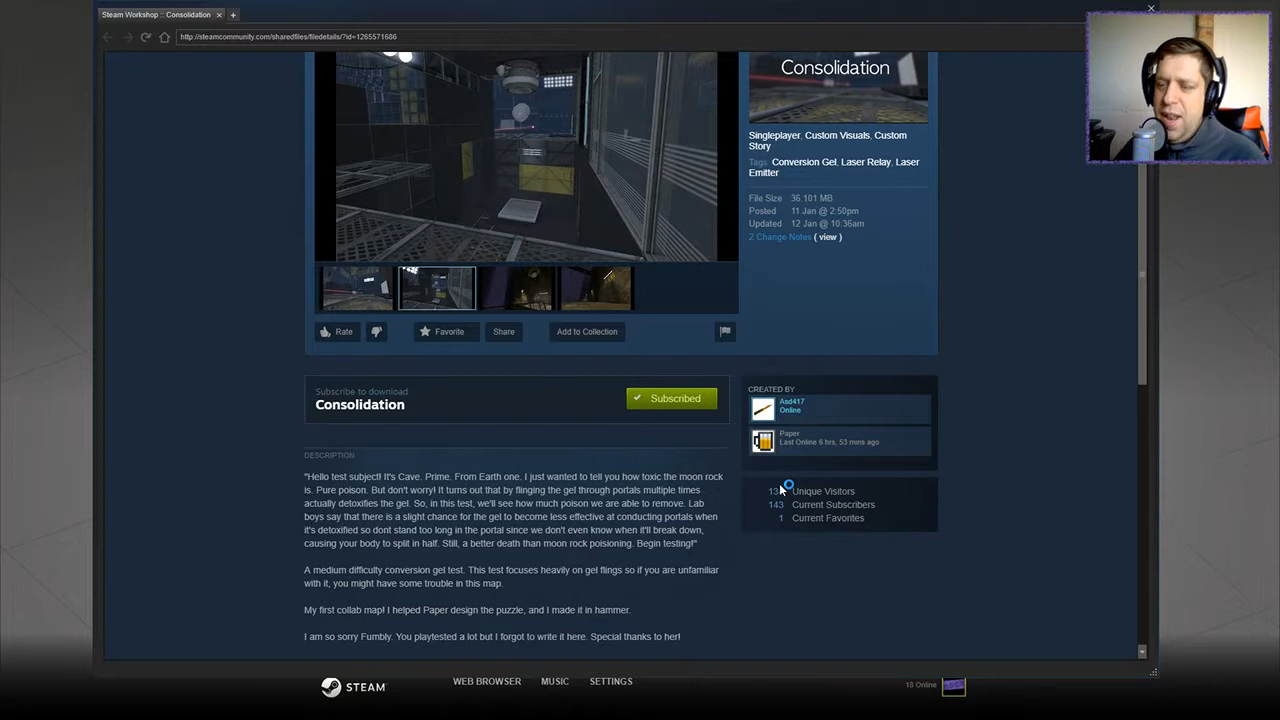 Steam Workshop :: Consolidation
http://steamcommunity.com/sharedfiles/filedetails/?id=1265571686
Consolidation
Singleplayer, Custom Visuals, Custom
Story
Tags Conversion Gel, Laser Relay, Laser
Emitter
File Size 36.101 MB
Posted 11 Jan @ 2:50pm
Updated 12 Jan @ 10:36am
2 Change Notes ( view )
Rate
Favorite
Share
Add to Collection
Subscribe to download
Consolidation
Subscribed
CREATED BY
Asd417
Online
Paper
Last Online 6 hrs, 53 mins ago
Unique Visitors
143 Current Subscribers
1 Current Favorites
DESCRIPTION
"Hello test subject! It's Cave. Prime. From Earth one. I just wanted to tell you how toxic the moon rock
is. Pure poison. But don't worry! It turns out that by flinging the gel through portals multiple times
actually detoxifies the gel. So, in this test, we'll see how much poison we are able to remove. Lab
boys say that there is a slight chance for the gel to become less effective at conducting portals when
it's detoxified so dont stand too long in the portal since we don't even know when it'll break down,
causing your body to split in half. Still, a better death than moon rock poisoning. Begin testing!"
A medium difficulty conversion gel test. This test focuses heavily on gel flings so if you are unfamiliar
with it, you might have some trouble in this map.
My first collab map! I helped Paper design the puzzle, and I made it in hammer.
I am so sorry Fumbly. You playtested a lot but I forgot to write it here. Special thanks to her!
STEAM
WEB BROWSER
MUSIC
SETTINGS
18 Online